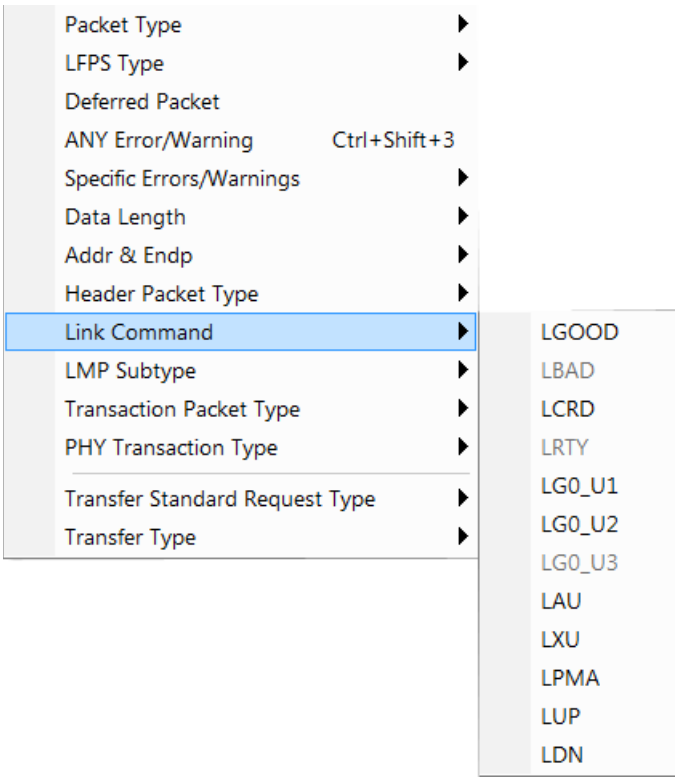 Packet Type
LFPS Type
Deferred Packet
ANY Error/Warning Ctrl+Shift+3
Specific Errors/Warnings
Data Length
Addr & Endp
Header Packet Type
Link Command
LMP Subtype
Transaction Packet Type
PHY Transaction Type
Transfer Standard Request Type
Transfer Type
LGOOD
LBAD
LCRD
LRTY
LG0_U1
LG0_U2
LG0_U3
LAU
LXU
LPMA
LUP
LDN